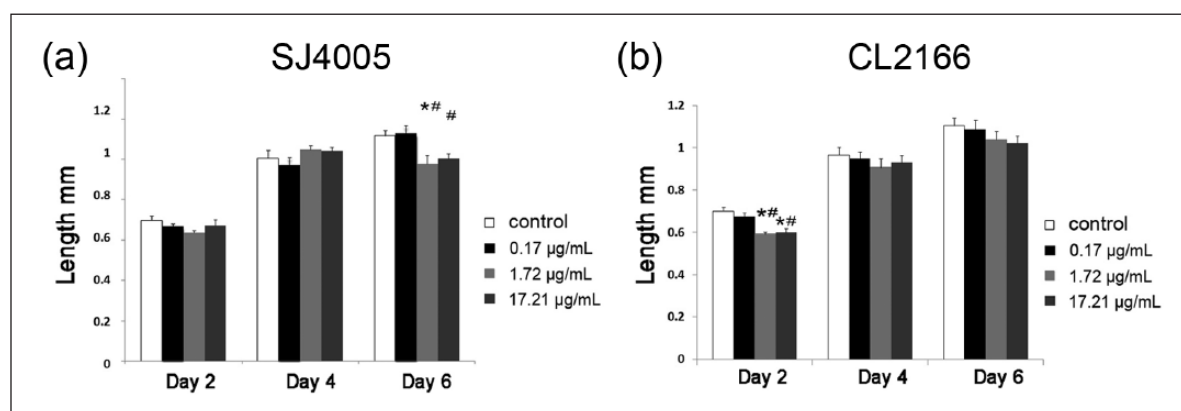 (a) SJ4005
Length mm
1.2
1
0.8
0.6
0.4
0.2
0
*#
#
Day 2 Day 4 Day 6
control
0.17 µg/mL
1.72 µg/mL
17.21 µg/mL
(b) CL2166
Length mm
1.2
1
0.8
0.6
0.4
0.2
0
*#
*#
Day 2 Day 4 Day 6
control
0.17 µg/mL
1.72 µg/mL
17.21 µg/mL